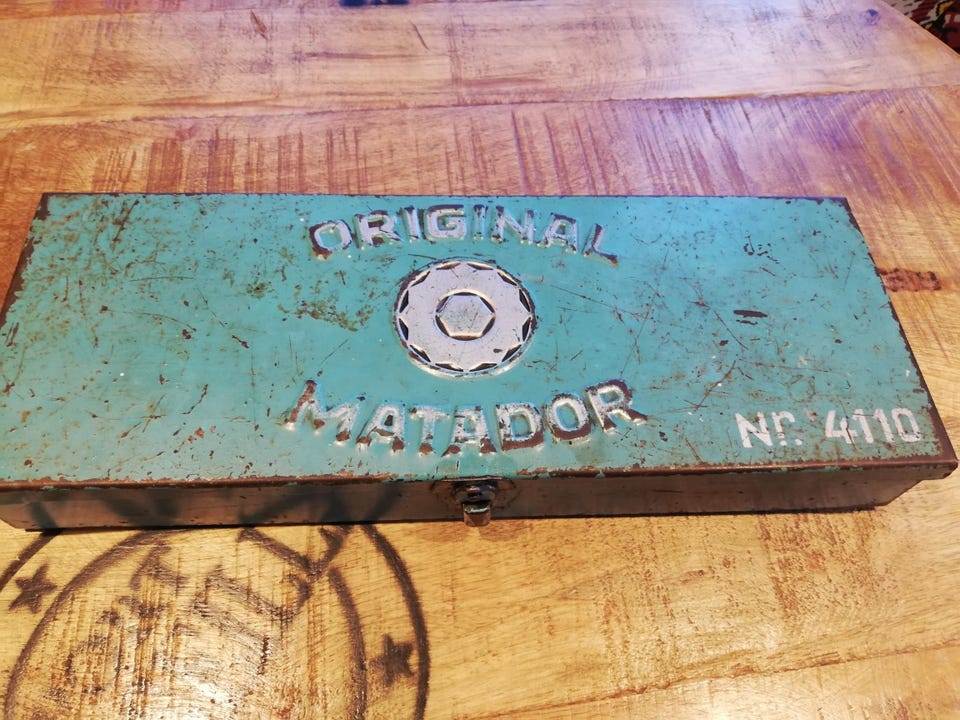 ORIGINAL
MATADOR
Nr. 4110